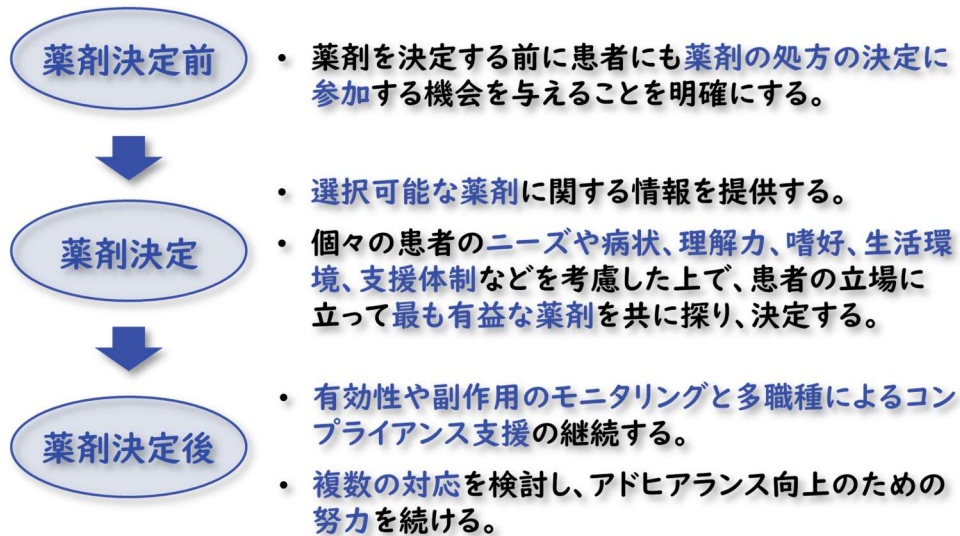 薬剤決定前
• 薬剤を決定する前に患者にも薬剤の処方の決定に
参加する機会を与えることを明確にする。
薬剤決定
• 選択可能な薬剤に関する情報を提供する。
• 個々の患者のニーズや病状、理解力、嗜好、生活環
境、支援体制などを考慮した上で、患者の立場に
立って最も有益な薬剤を共に探り、決定する。
薬剤決定後
• 有効性や副作用のモニタリングと多職種によるコン
プライアンス支援の継続する。
• 複数の対応を検討し、アドヒアランス向上のための
努力を続ける。